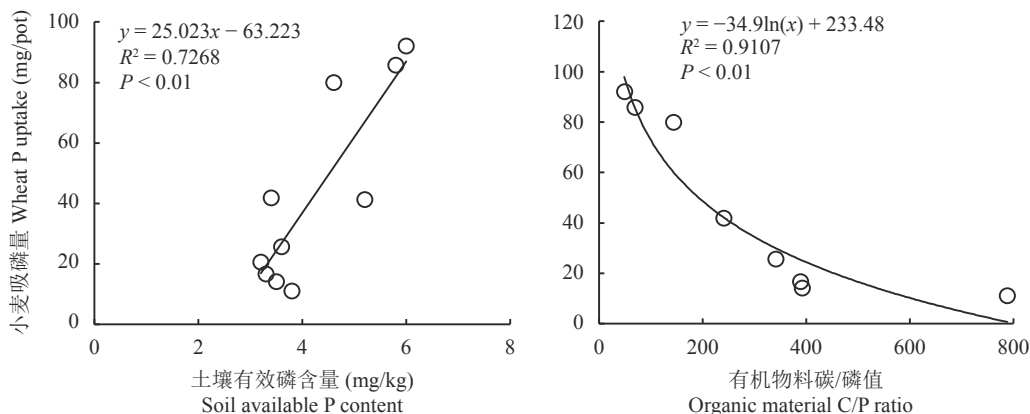 小麦吸磷量 Wheat P uptake (mg/pot)
100
80
60
40
20
0
y = 25.023x − 63.223
R² = 0.7268
P < 0.01
0 2 4 6 8
土壤有效磷含量 (mg/kg)
Soil available P content
120
100
80
60
40
20
0
y = −34.9ln(x) + 233.48
R² = 0.9107
P < 0.01
0 200 400 600 800
有机物料碳/磷值
Organic material C/P ratio